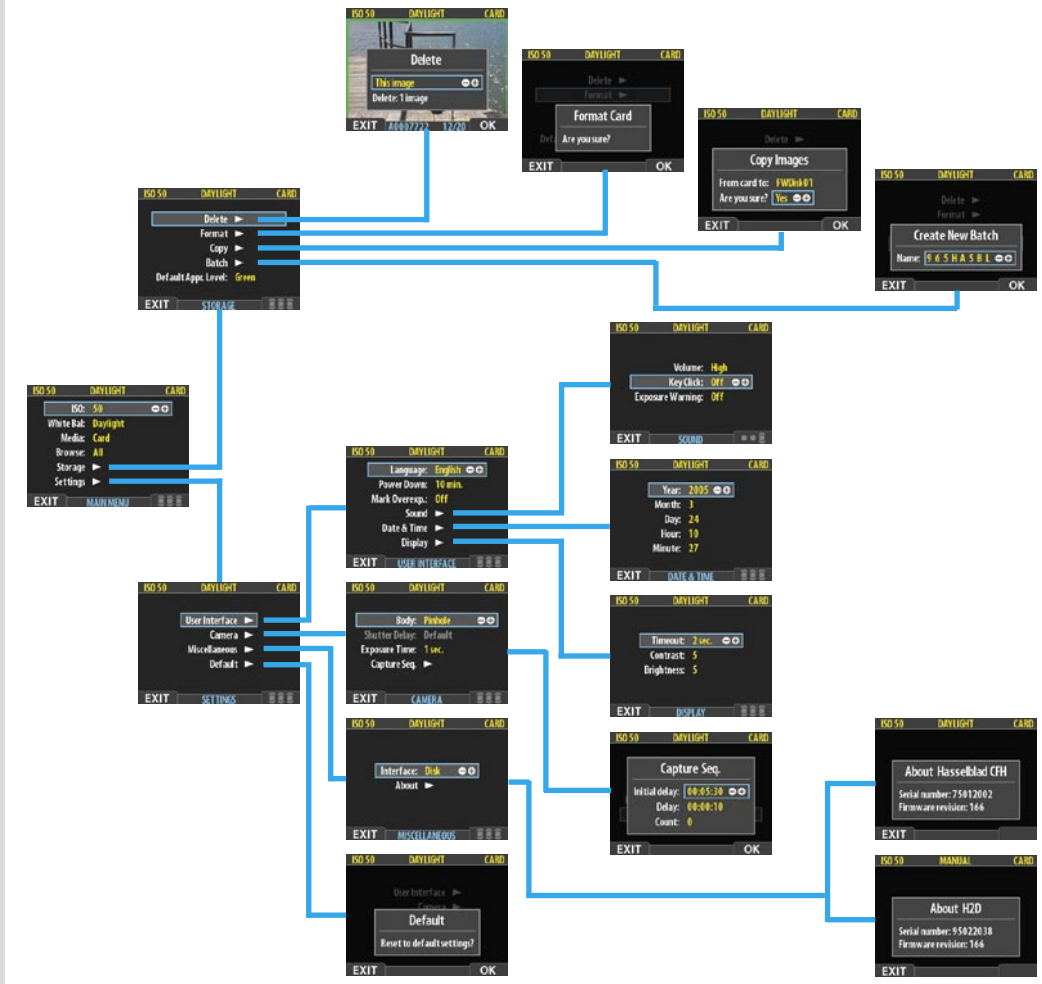 ISO 50 DAYLIGHT CARD
Delete
This image
Delete: 1 image
EXIT A0007722 12/20 OK
ISO 50 DAYLIGHT CARD
Delete
Format
Format Card
Are you sure?
EXIT OK
ISO 50 DAYLIGHT CARD
Delete
Copy Images
From card to: FWDisk01
Are you sure? Yes
EXIT OK
ISO 50 DAYLIGHT CARD
Delete
Format
Create New Batch
Name: 9 6 5 H A S B L
EXIT OK
ISO 50 DAYLIGHT CARD
Delete
Format
Copy
Batch
Default Appr. Level: Green
EXIT STORAGE
ISO 50 DAYLIGHT CARD
ISO: 50
White Bal: Daylight
Media: Card
Browse: All
Storage
Settings
EXIT MAIN MENU
ISO 50 DAYLIGHT CARD
User Interface
Camera
Miscellaneous
Default
EXIT SETTINGS
ISO 50 DAYLIGHT CARD
Language: English
Power Down: 10 min.
Mark Overexp.: Off
Sound
Date & Time
Display
EXIT USER INTERFACE
ISO 50 DAYLIGHT CARD
Body: Pinhole
Shutter Delay: Default
Exposure Time: 1 sec.
Capture Seq.
EXIT CAMERA
ISO 50 DAYLIGHT CARD
Interface: Disk
About
EXIT MISCELLANEOUS
ISO 50 DAYLIGHT CARD
User Interface
Camera
Default
Reset to default settings?
EXIT OK
ISO 50 DAYLIGHT CARD
Volume: High
Key Click: Off
Exposure Warning: Off
EXIT SOUND
ISO 50 DAYLIGHT CARD
Year: 2005
Month: 3
Day: 24
Hour: 10
Minute: 27
EXIT DATE & TIME
ISO 50 DAYLIGHT CARD
Timeout: 2 sec.
Contrast: 5
Brightness: 5
EXIT DISPLAY
ISO 50 DAYLIGHT CARD
Capture Seq.
Initial delay: 00:05:30
Delay: 00:00:10
Count: 0
EXIT OK
ISO 50 DAYLIGHT CARD
About Hasselblad CFH
Serial number: 75012002
Firmware revision: 166
EXIT
ISO 50 MANUAL CARD
About H2D
Serial number: 95022038
Firmware revision: 166
EXIT